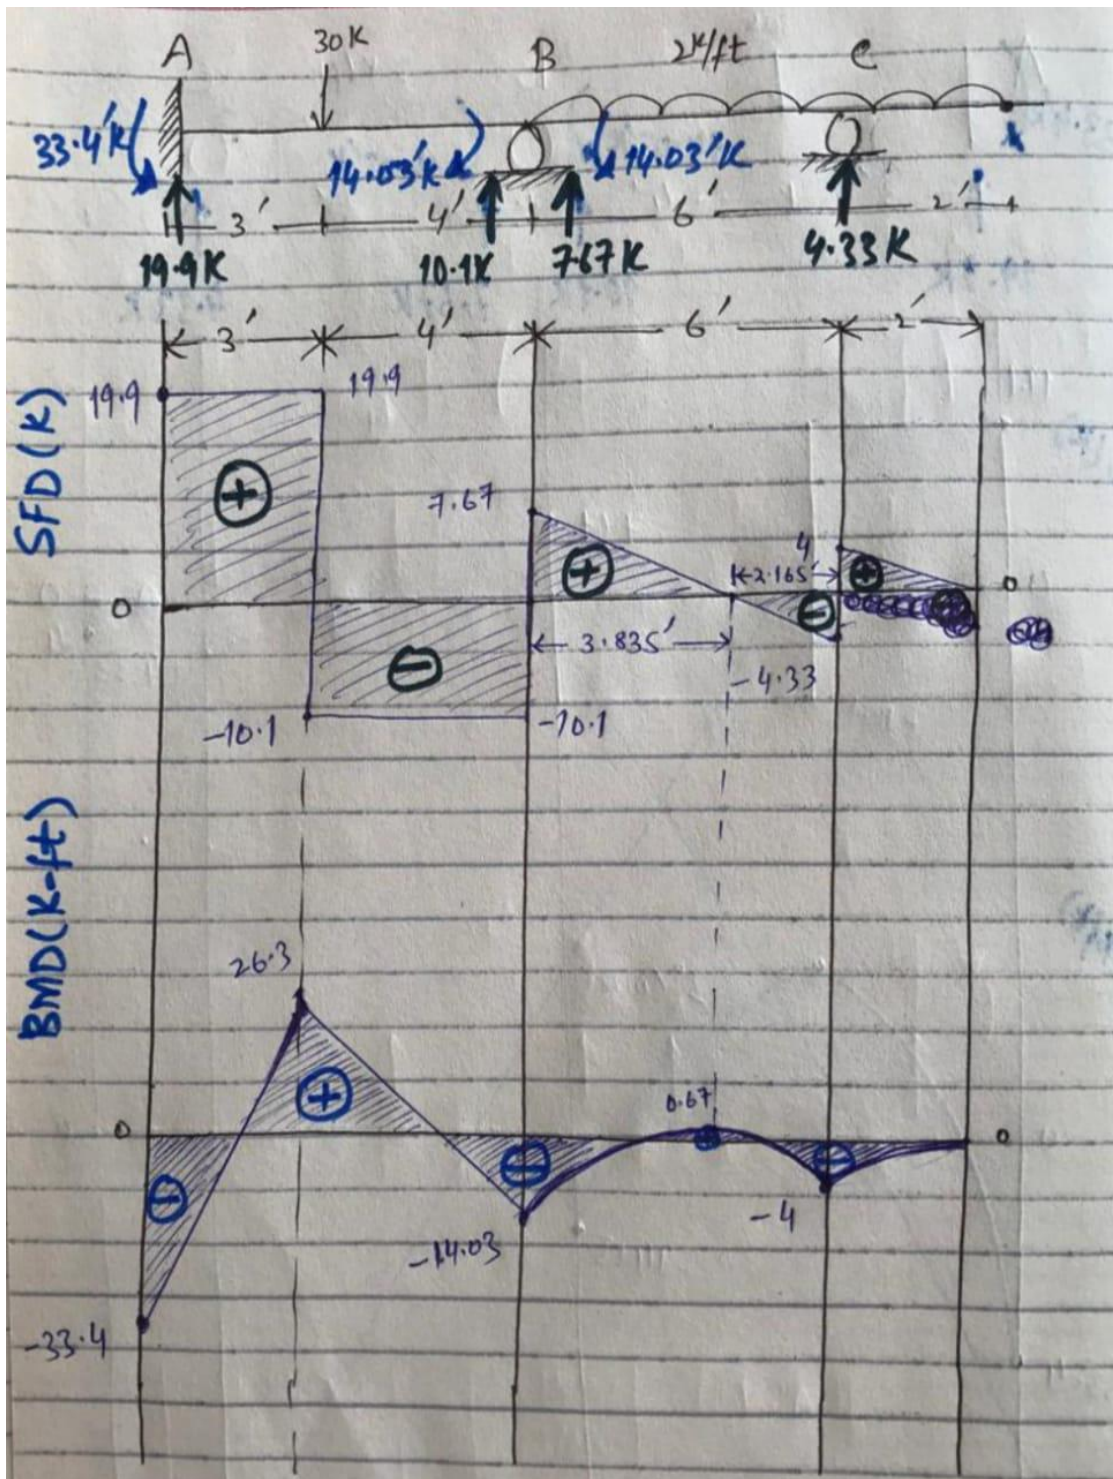 A 30K B 2K/ft C
33.4'K 14.03'K 14.03'K
3' 4' 6' 2'
19.9K 10.1K 7.67K 4.33K
3' 4' 6' 2'
SFD(K)
19.9 19.9
+
7.67
4
+ 2.165' + 0
0 −
3.835'
− -4.33
-10.1 -10.1
BMD(K-ft)
26.3
+ 0.67
0 0
− − −
-14.03 -4
-33.4